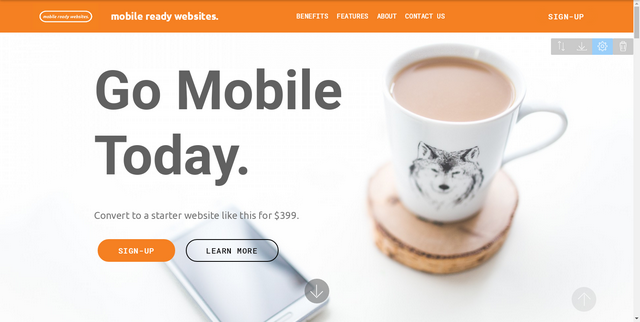 mobile ready websites.
mobile ready websites.
BENEFITS FEATURES ABOUT CONTACT US
SIGN-UP
Go Mobile
Today.
Convert to a starter website like this for $399.
SIGN-UP
LEARN MORE